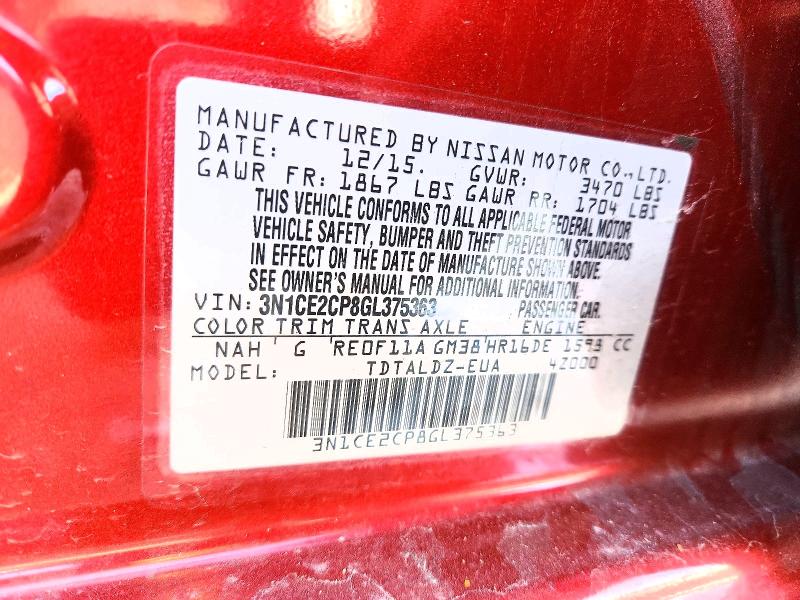 MANUFACTURED BY NISSAN MOTOR CO., LTD.
DATE: 12/15. GVWR: 3470 LBS
GAWR FR: 1867 LBS GAWR RR: 1704 LBS
THIS VEHICLE CONFORMS TO ALL APPLICABLE FEDERAL MOTOR
VEHICLE SAFETY, BUMPER AND THEFT PREVENTION STANDARDS
IN EFFECT ON THE DATE OF MANUFACTURE SHOWN ABOVE.
SEE OWNER'S MANUAL FOR ADDITIONAL INFORMATION.
VIN: 3N1CE2CP8GL375363 PASSENGER CAR.
COLOR TRIM TRANS AXLE ENGINE
NAH G RE0F11A GM38 HR16DE 1598 CC
MODEL: TDTALDZ-EUA 4Z000
3N1CE2CP8GL375363